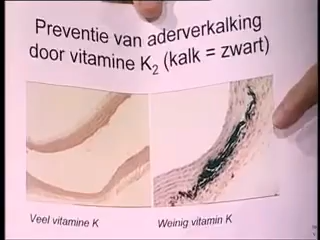 Preventie van aderverkalking
door vitamine K2 (kalk = zwart)
Veel vitamine K
Weinig vitamin K